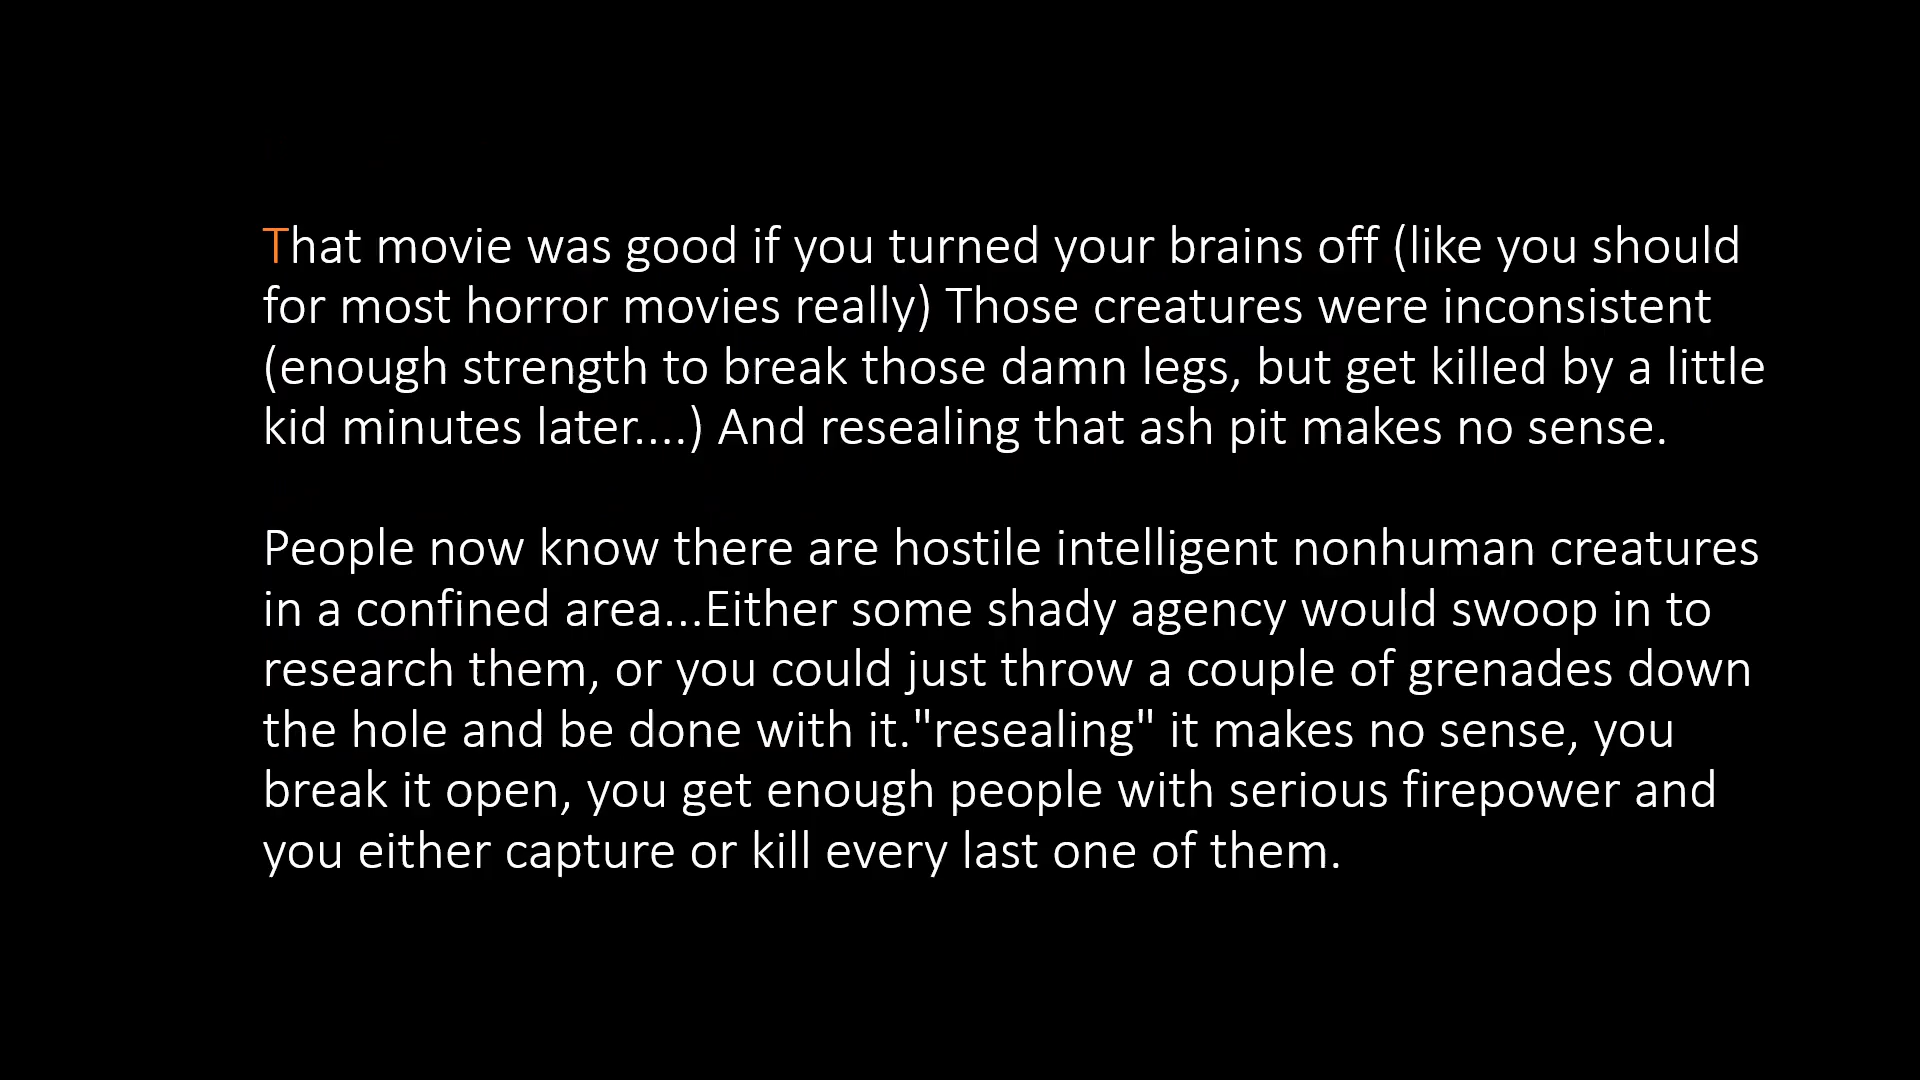 That movie was good if you turned your brains off (like you should
for most horror movies really) Those creatures were inconsistent
(enough strength to break those damn legs, but get killed by a little
kid minutes later....) And resealing that ash pit makes no sense.
People now know there are hostile intelligent nonhuman creatures
in a confined area...Either some shady agency would swoop in to
research them, or you could just throw a couple of grenades down
the hole and be done with it."resealing" it makes no sense, you
break it open, you get enough people with serious firepower and
you either capture or kill every last one of them.